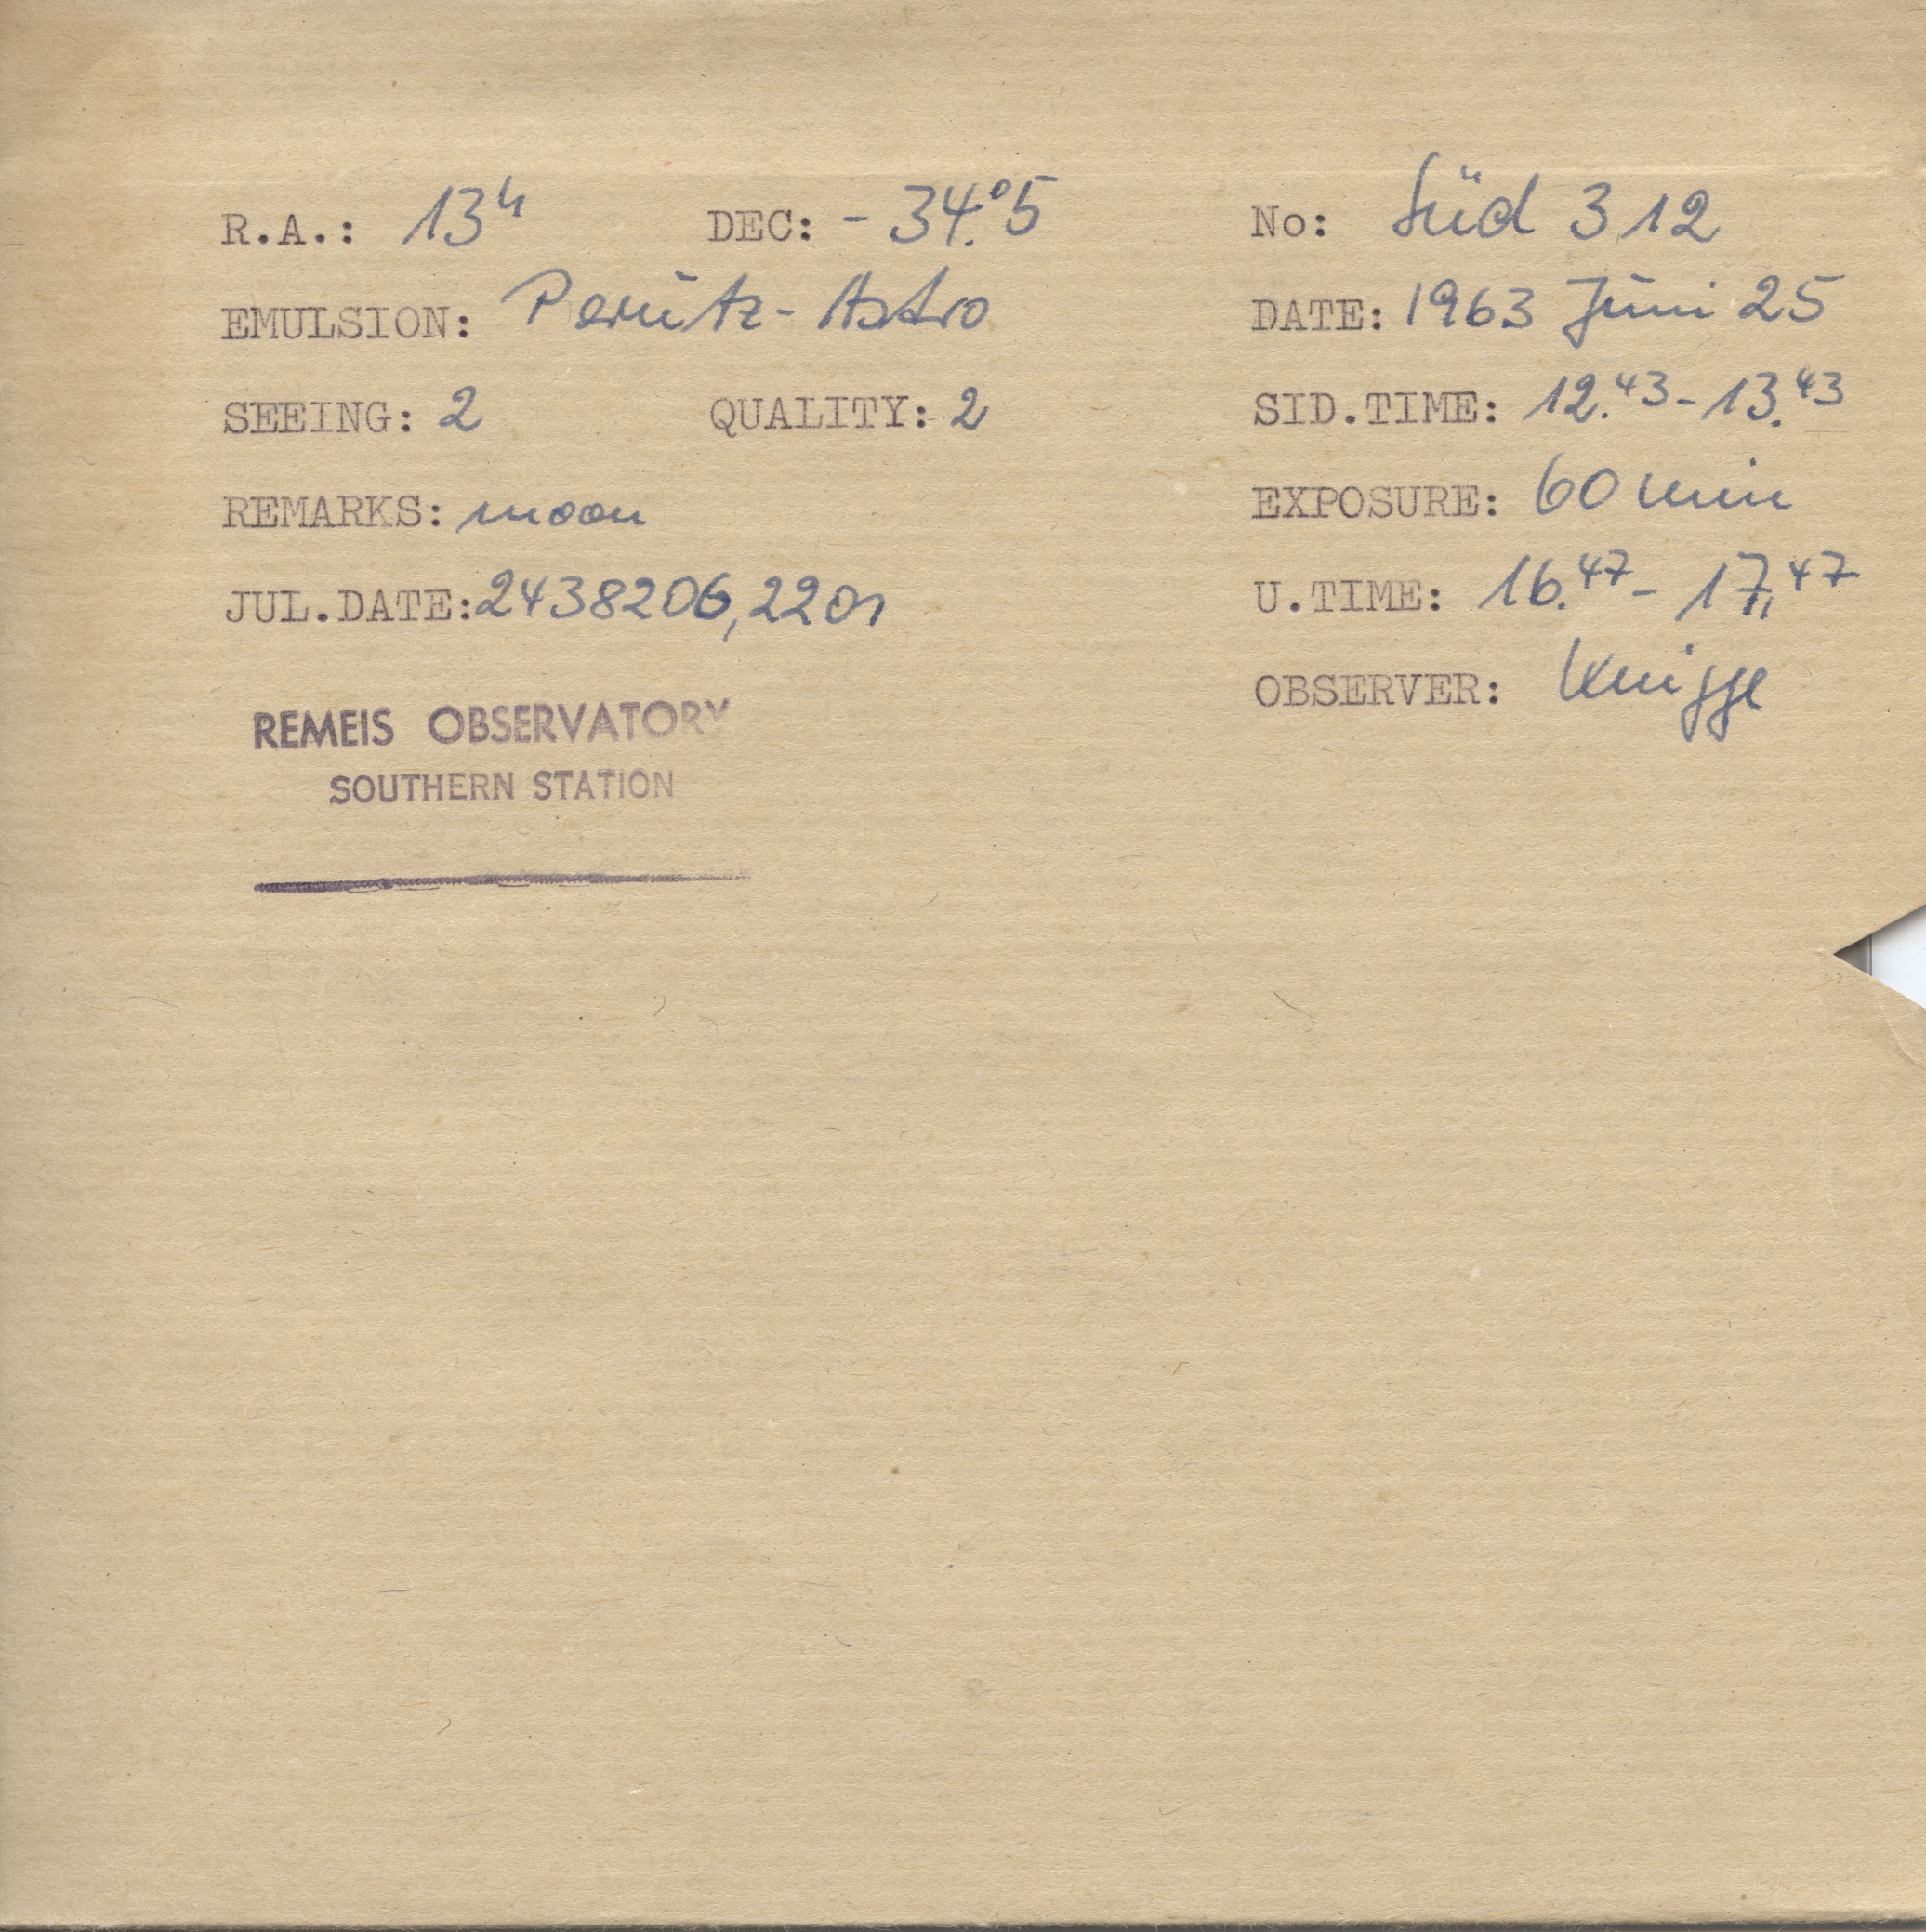 R.A.: 13ʰ DEC: - 34.°5 No: Süd 312
EMULSION: Perutz-Astro DATE: 1963 Juni 25
SEEING: 2 QUALITY: 2 SID.TIME: 12.⁴³-13.⁴³
REMARKS: moon EXPOSURE: 60 min
JUL.DATE: 2438206,2201 U.TIME: 16.⁴⁷-17.⁴⁷
OBSERVER: Knigge
REMEIS OBSERVATORY
SOUTHERN STATION